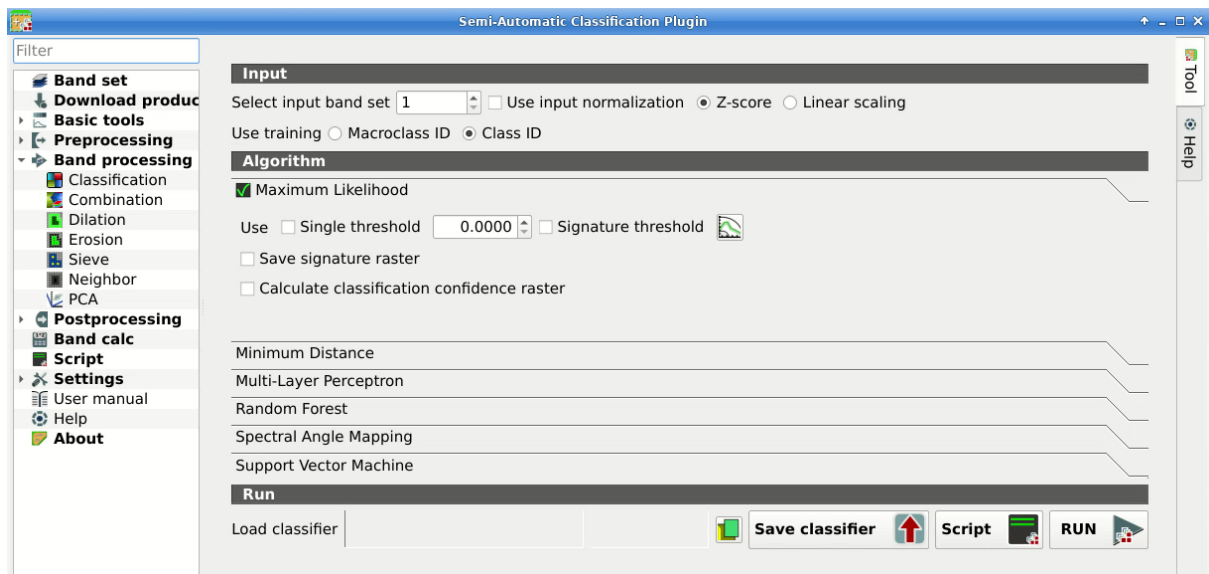 Semi-Automatic Classification Plugin
Filter
Band set
Download produc
Basic tools
Preprocessing
Band processing
Classification
Combination
Dilation
Erosion
Sieve
Neighbor
PCA
Postprocessing
Band calc
Script
Settings
User manual
Help
About
Input
Select input band set 1 Use input normalization Z-score Linear scaling
Use training Macroclass ID Class ID
Algorithm
Maximum Likelihood
Use Single threshold 0.0000 Signature threshold
Save signature raster
Calculate classification confidence raster
Minimum Distance
Multi-Layer Perceptron
Random Forest
Spectral Angle Mapping
Support Vector Machine
Run
Load classifier Save classifier Script RUN
Tool
Help